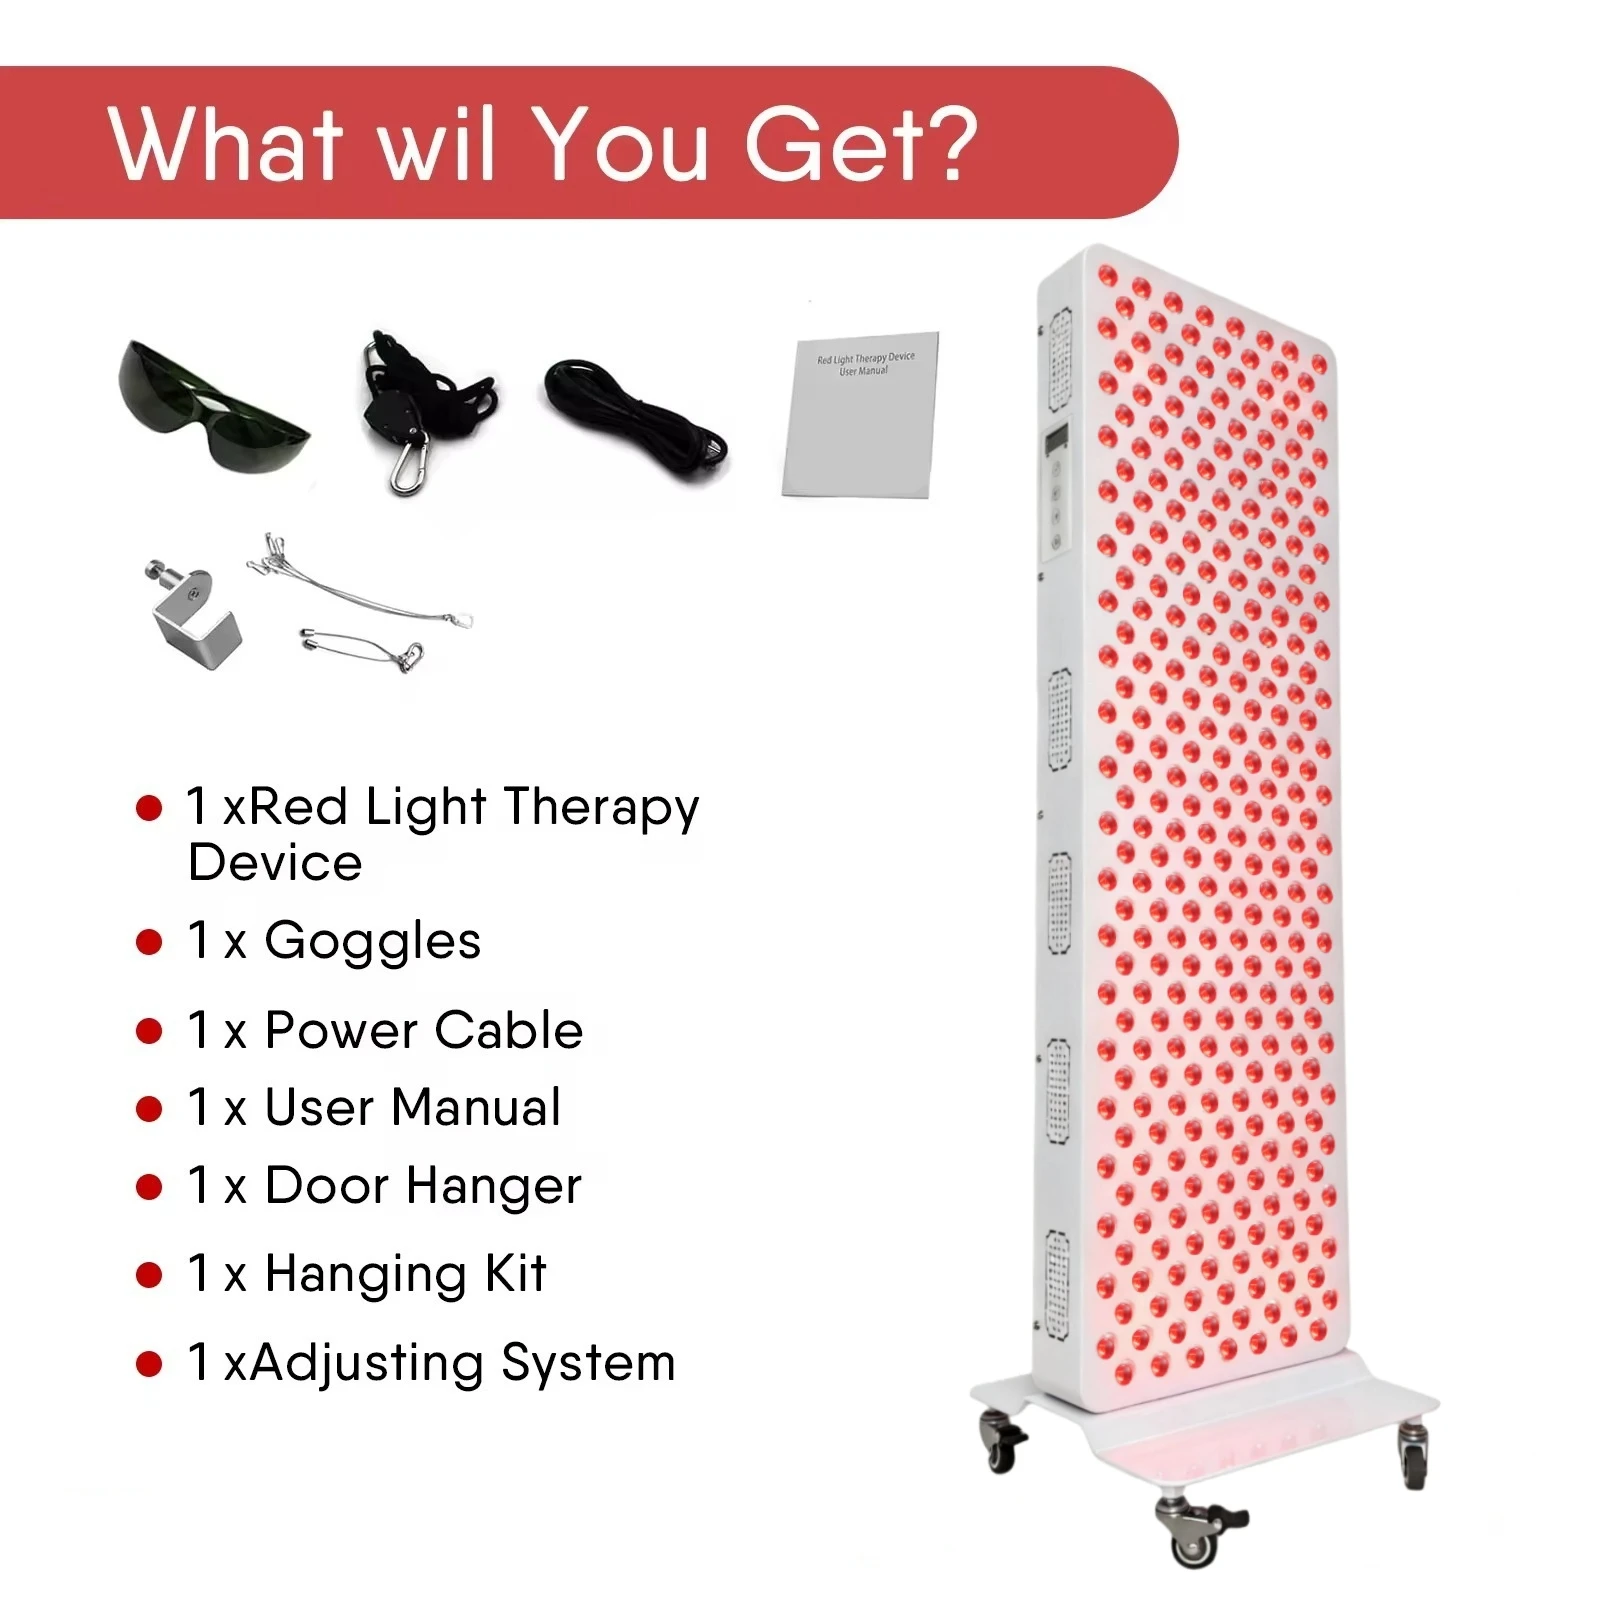 What wil You Get?
Red Light Therapy Device
User Manual
1 xRed Light Therapy
Device
1 x Goggles
1 x Power Cable
1 x User Manual
1 x Door Hanger
1 x Hanging Kit
1 xAdjusting System